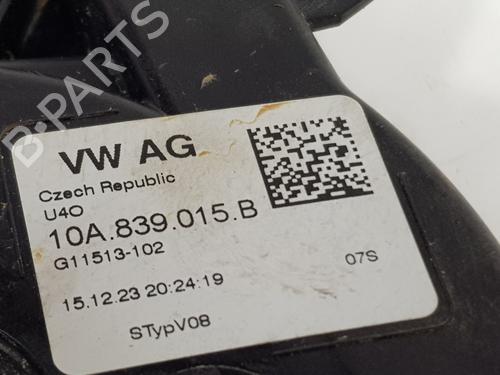 B-PARTS
VW AG
Czech Republic
U4O
10A.839.015.B
G11513-102
07S
15.12.23 20:24:19
STypV08